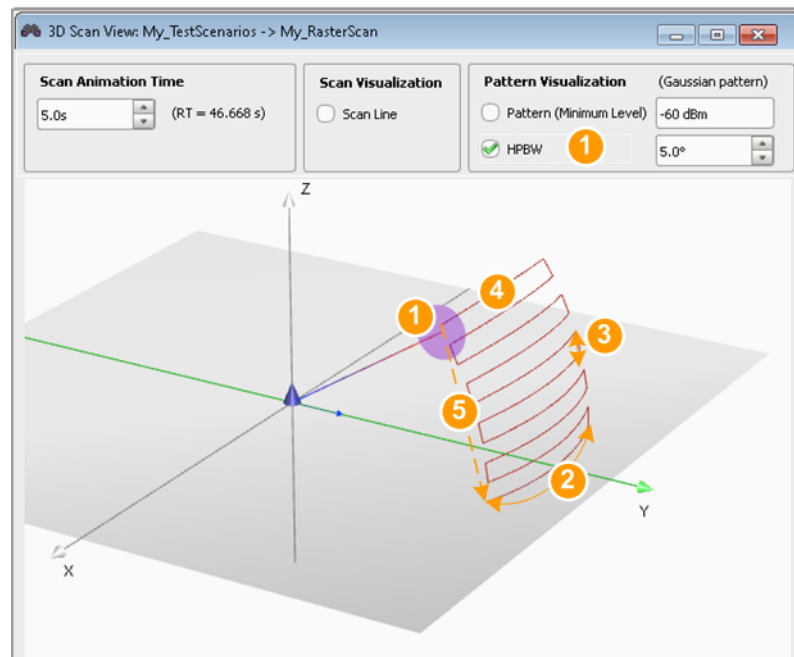 3D Scan View: My_TestScenarios -> My_RasterScan
Scan Animation Time
5.0s
(RT = 46.668 s)
Scan Visualization
Scan Line
Pattern Visualization
(Gaussian pattern)
Pattern (Minimum Level)
-60 dBm
HPBW
1
5.0°
Z
1
4
3
5
2
Y
X